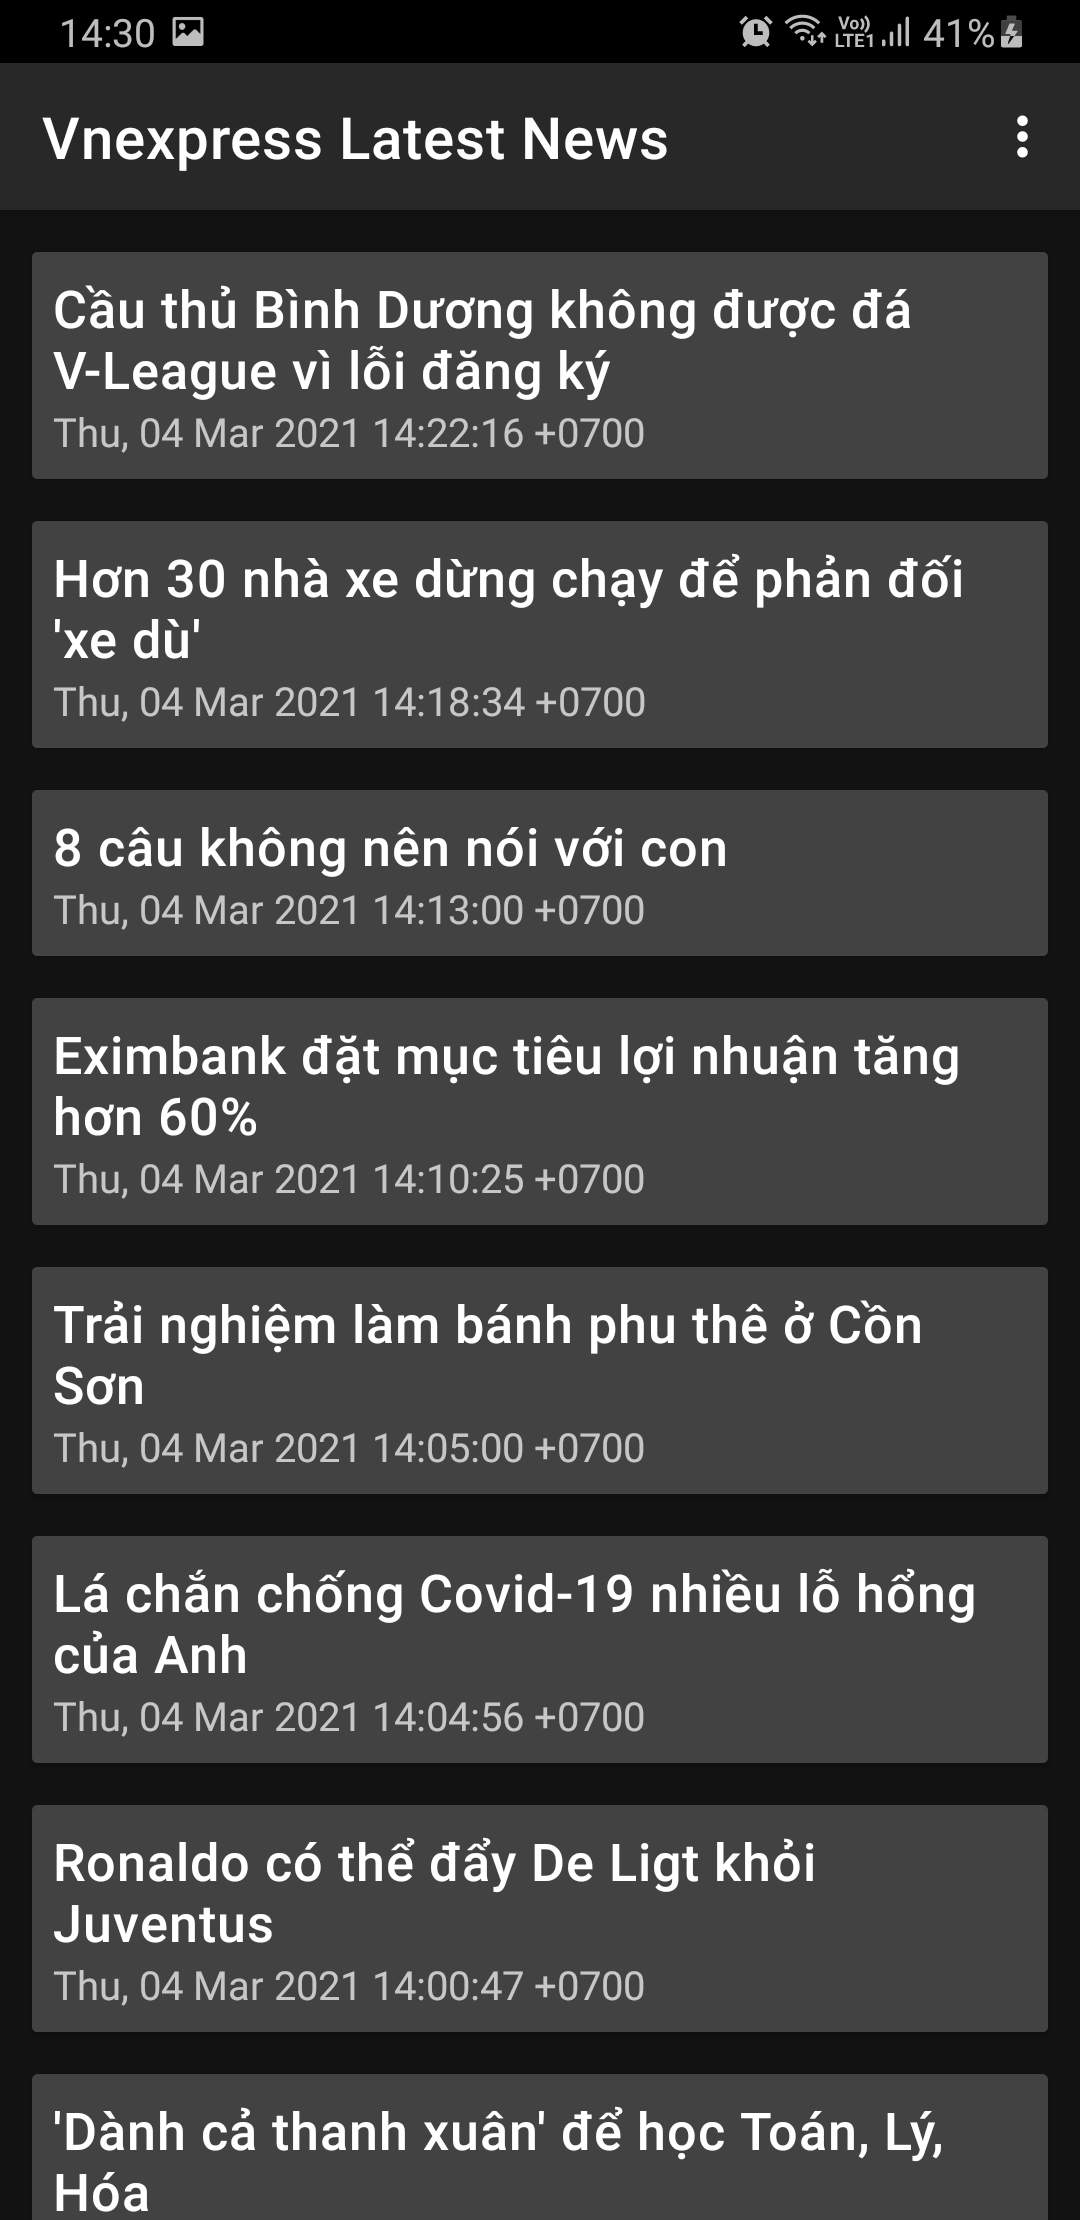 14:30 Vo)) LTE1 41%
Vnexpress Latest News
Cầu thủ Bình Dương không được đá
V-League vì lỗi đăng ký
Thu, 04 Mar 2021 14:22:16 +0700
Hơn 30 nhà xe dừng chạy để phản đối
'xe dù'
Thu, 04 Mar 2021 14:18:34 +0700
8 câu không nên nói với con
Thu, 04 Mar 2021 14:13:00 +0700
Eximbank đặt mục tiêu lợi nhuận tăng
hơn 60%
Thu, 04 Mar 2021 14:10:25 +0700
Trải nghiệm làm bánh phu thê ở Cồn
Sơn
Thu, 04 Mar 2021 14:05:00 +0700
Lá chắn chống Covid-19 nhiều lỗ hổng
của Anh
Thu, 04 Mar 2021 14:04:56 +0700
Ronaldo có thể đẩy De Ligt khỏi
Juventus
Thu, 04 Mar 2021 14:00:47 +0700
'Dành cả thanh xuân' để học Toán, Lý,
Hóa